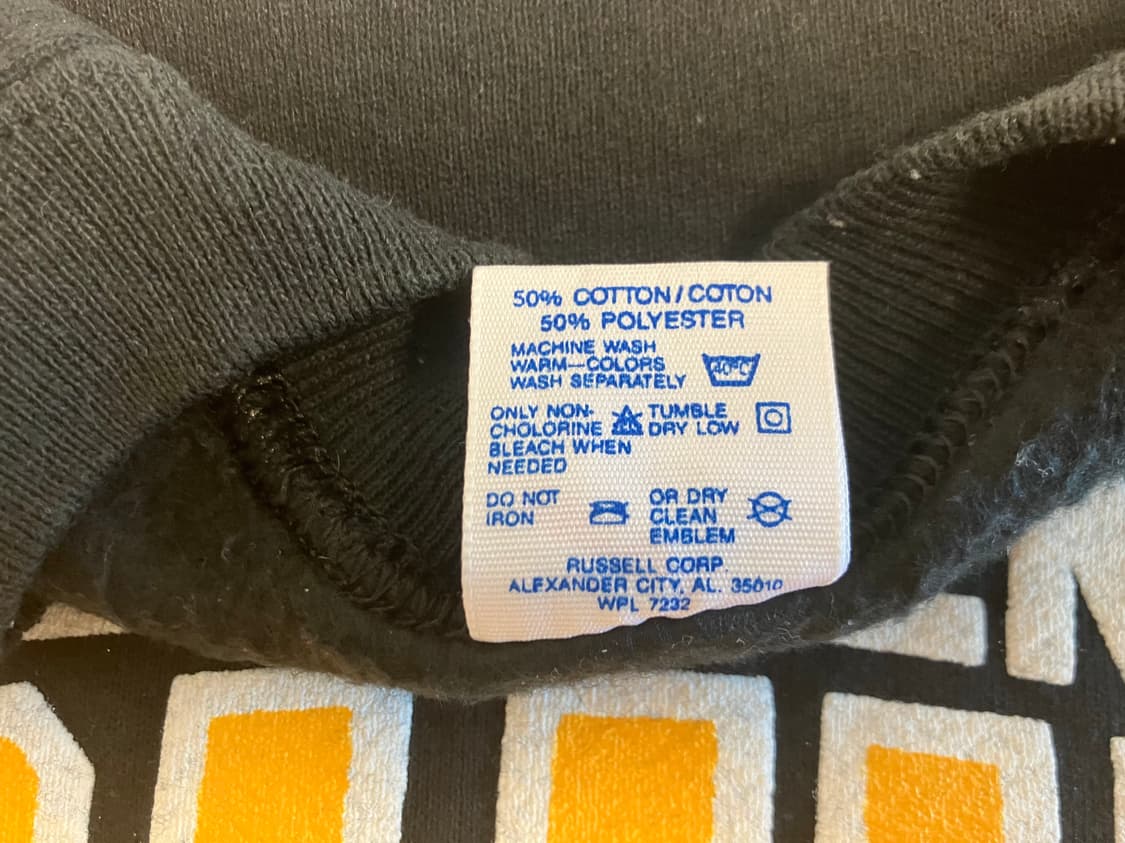 50% COTTON/COTON
50% POLYESTER
MACHINE WASH
WARM—COLORS
WASH SEPARATELY
40°C
ONLY NON-
CHOLORINE
BLEACH WHEN
NEEDED
TUMBLE
DRY LOW
DO NOT
IRON
OR DRY
CLEAN
EMBLEM
RUSSELL CORP.
ALEXANDER CITY, AL. 35010
WPL 7232